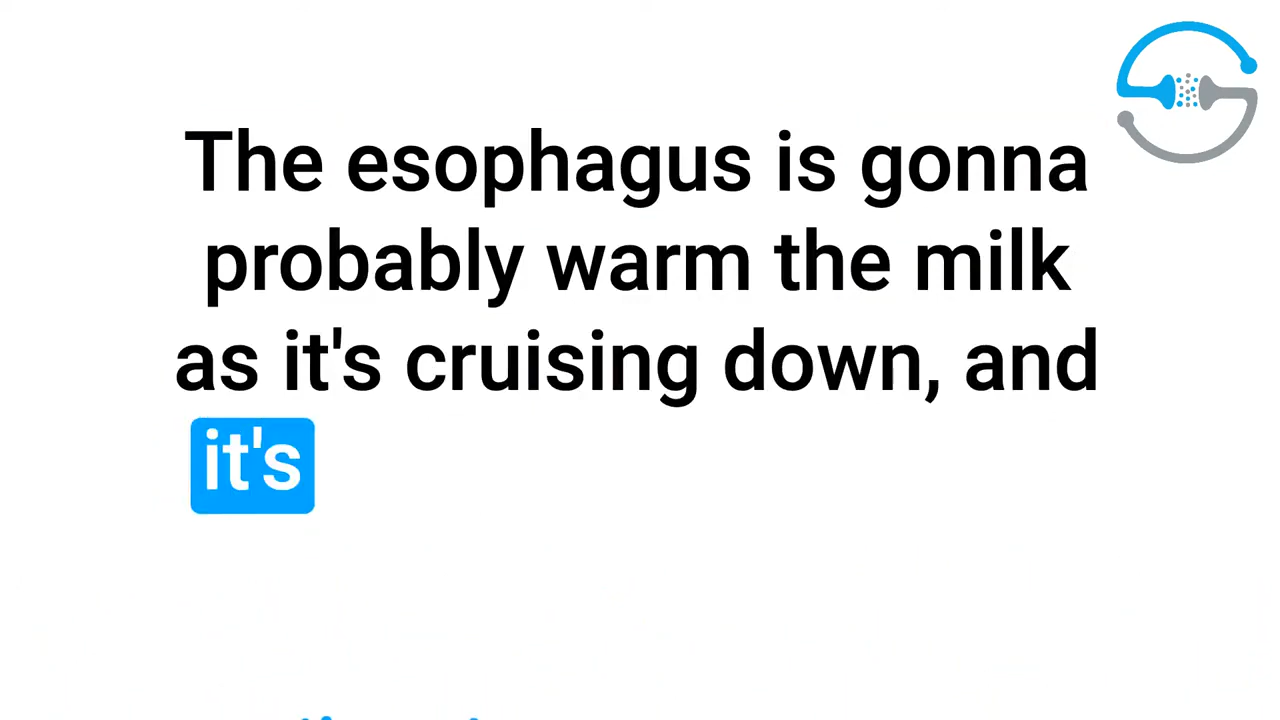 The esophagus is gonna
probably warm the milk
as it's cruising down, and
it's